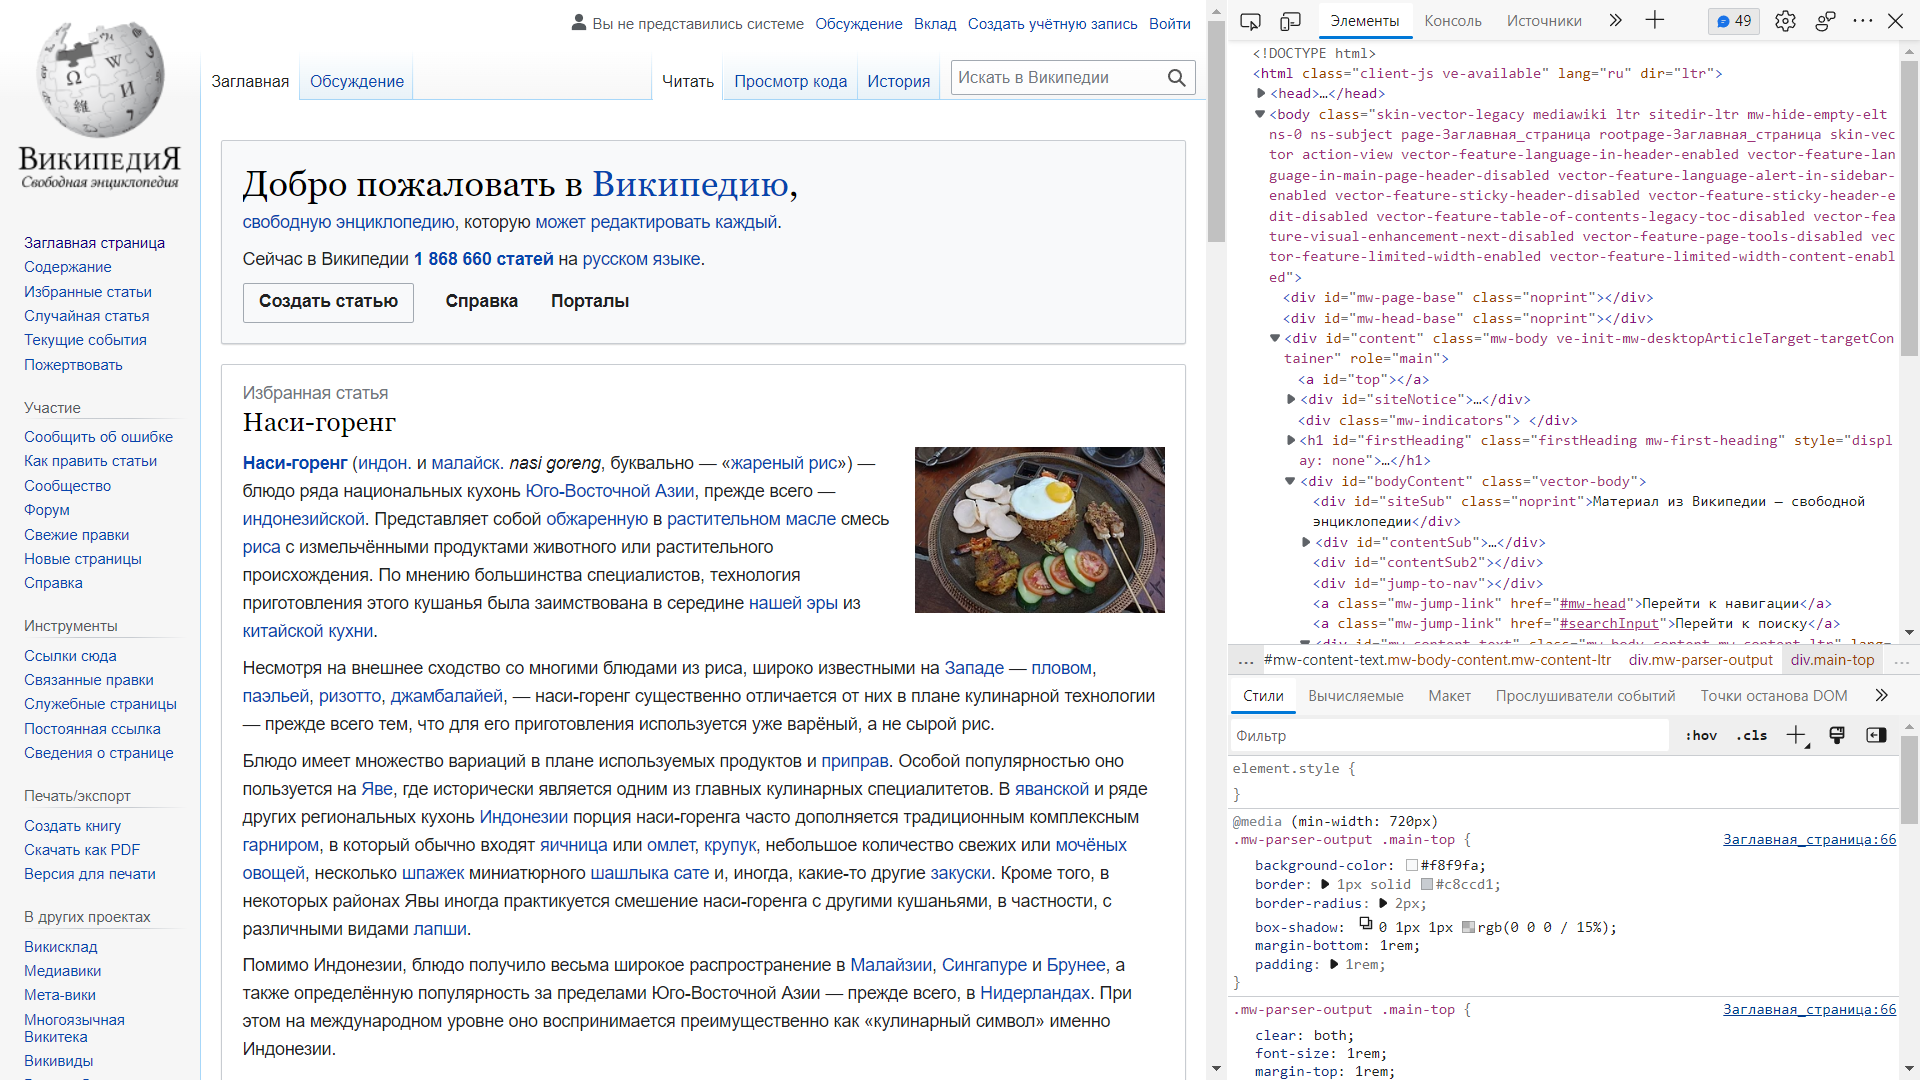 Вы не представились системе Обсуждение Вклад Создать учётную запись Войти
Заглавная Обсуждение Читать Просмотр кода История Искать в Википедии
ВикипедиЯ
Свободная энциклопедия
Заглавная страница
Содержание
Избранные статьи
Случайная статья
Текущие события
Пожертвовать
Участие
Сообщить об ошибке
Как править статьи
Сообщество
Форум
Свежие правки
Новые страницы
Справка
Инструменты
Ссылки сюда
Связанные правки
Служебные страницы
Постоянная ссылка
Сведения о странице
Печать/экспорт
Создать книгу
Скачать как PDF
Версия для печати
В других проектах
Викисклад
Медиавики
Мета-вики
Многоязычная
Викитека
Викивиды
Добро пожаловать в Википедию,
свободную энциклопедию, которую может редактировать каждый.
Сейчас в Википедии 1 868 660 статей на русском языке.
Создать статью Справка Порталы
Избранная статья
Наси-горенг
Наси-горенг (индон. и малайск. nasi goreng, буквально — «жареный рис») —
блюдо ряда национальных кухонь Юго-Восточной Азии, прежде всего —
индонезийской. Представляет собой обжаренную в растительном масле смесь
риса с измельчёнными продуктами животного или растительного
происхождения. По мнению большинства специалистов, технология
приготовления этого кушанья была заимствована в середине нашей эры из
китайской кухни.
Несмотря на внешнее сходство со многими блюдами из риса, широко известными на Западе — пловом,
паэльей, ризотто, джамбалайей, — наси-горенг существенно отличается от них в плане кулинарной технологии
— прежде всего тем, что для его приготовления используется уже варёный, а не сырой рис.
Блюдо имеет множество вариаций в плане используемых продуктов и приправ. Особой популярностью оно
пользуется на Яве, где исторически является одним из главных кулинарных специалитетов. В яванской и ряде
других региональных кухонь Индонезии порция наси-горенга часто дополняется традиционным комплексным
гарниром, в который обычно входят яичница или омлет, крупук, небольшое количество свежих или мочёных
овощей, несколько шпажек миниатюрного шашлыка сате и, иногда, какие-то другие закуски. Кроме того, в
некоторых районах Явы иногда практикуется смешение наси-горенга с другими кушаньями, в частности, с
различными видами лапши.
Помимо Индонезии, блюдо получило весьма широкое распространение в Малайзии, Сингапуре и Брунее, а
также определённую популярность за пределами Юго-Восточной Азии — прежде всего, в Нидерландах. При
этом на международном уровне оно воспринимается преимущественно как «кулинарный символ» именно
Индонезии.
Элементы Консоль Источники 49
<!DOCTYPE html>
<html class="client-js ve-available" lang="ru" dir="ltr">
<head>…</head>
<body class="skin-vector-legacy mediawiki ltr sitedir-ltr mw-hide-empty-elt
ns-0 ns-subject page-Заглавная_страница rootpage-Заглавная_страница skin-vec
tor action-view vector-feature-language-in-header-enabled vector-feature-lan
guage-in-main-page-header-disabled vector-feature-language-alert-in-sidebar-
enabled vector-feature-sticky-header-disabled vector-feature-sticky-header-e
dit-disabled vector-feature-table-of-contents-legacy-toc-disabled vector-fea
ture-visual-enhancement-next-disabled vector-feature-page-tools-disabled vec
tor-feature-limited-width-enabled vector-feature-limited-width-content-enabl
ed">
<div id="mw-page-base" class="noprint"></div>
<div id="mw-head-base" class="noprint"></div>
<div id="content" class="mw-body ve-init-mw-desktopArticleTarget-targetCon
tainer" role="main">
<a id="top"></a>
<div id="siteNotice">…</div>
<div class="mw-indicators"> </div>
<h1 id="firstHeading" class="firstHeading mw-first-heading" style="displ
ay: none">…</h1>
<div id="bodyContent" class="vector-body">
<div id="siteSub" class="noprint">Материал из Википедии — свободной
энциклопедии</div>
<div id="contentSub">…</div>
<div id="contentSub2"></div>
<div id="jump-to-nav"></div>
<a class="mw-jump-link" href="#mw-head">Перейти к навигации</a>
<a class="mw-jump-link" href="#searchInput">Перейти к поиску</a>
<div id="mw-content-text" class="mw-body-content mw-content-ltr" lang=
... #mw-content-text.mw-body-content.mw-content-ltr div.mw-parser-output div.main-top ...
Стили Вычисляемые Макет Прослушиватели событий Точки останова DOM
Фильтр :hov .cls
element.style {
}
@media (min-width: 720px)
.mw-parser-output .main-top { Заглавная_страница:66
background-color: #f8f9fa;
border: 1px solid #c8ccd1;
border-radius: 2px;
box-shadow: 0 1px 1px rgb(0 0 0 / 15%);
margin-bottom: 1rem;
padding: 1rem;
}
.mw-parser-output .main-top { Заглавная_страница:66
clear: both;
font-size: 1rem;
margin-top: 1rem;